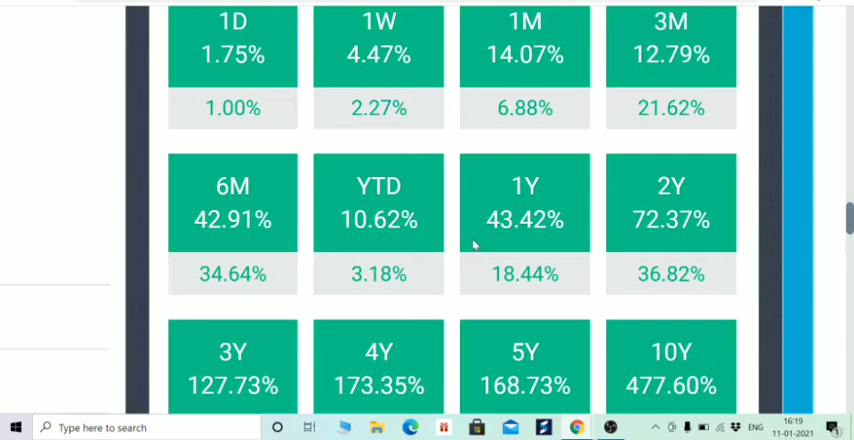 1D 1W 1M 3M
1.75% 4.47% 14.07% 12.79%
1.00% 2.27% 6.88% 21.62%
6M YTD 1Y 2Y
42.91% 10.62% 43.42% 72.37%
34.64% 3.18% 18.44% 36.82%
3Y 4Y 5Y 10Y
127.73% 173.35% 168.73% 477.60%
Type here to search
ENG
16:19
11-01-2021